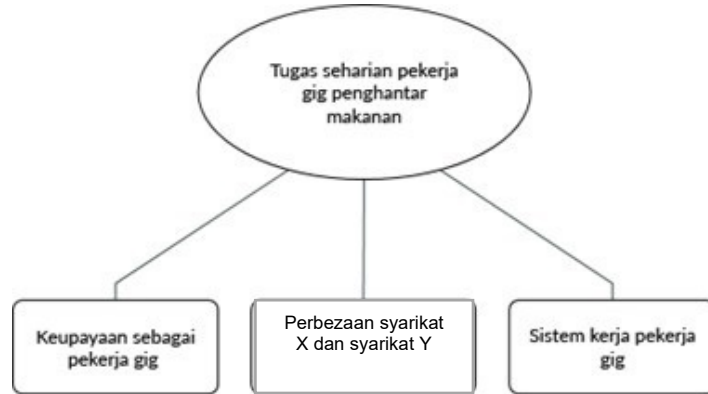 Tugas seharian pekerja
gig penghantar
makanan
Keupayaan sebagai
pekerja gig
Perbezaan syarikat
X dan syarikat Y
Sistem kerja pekerja
gig